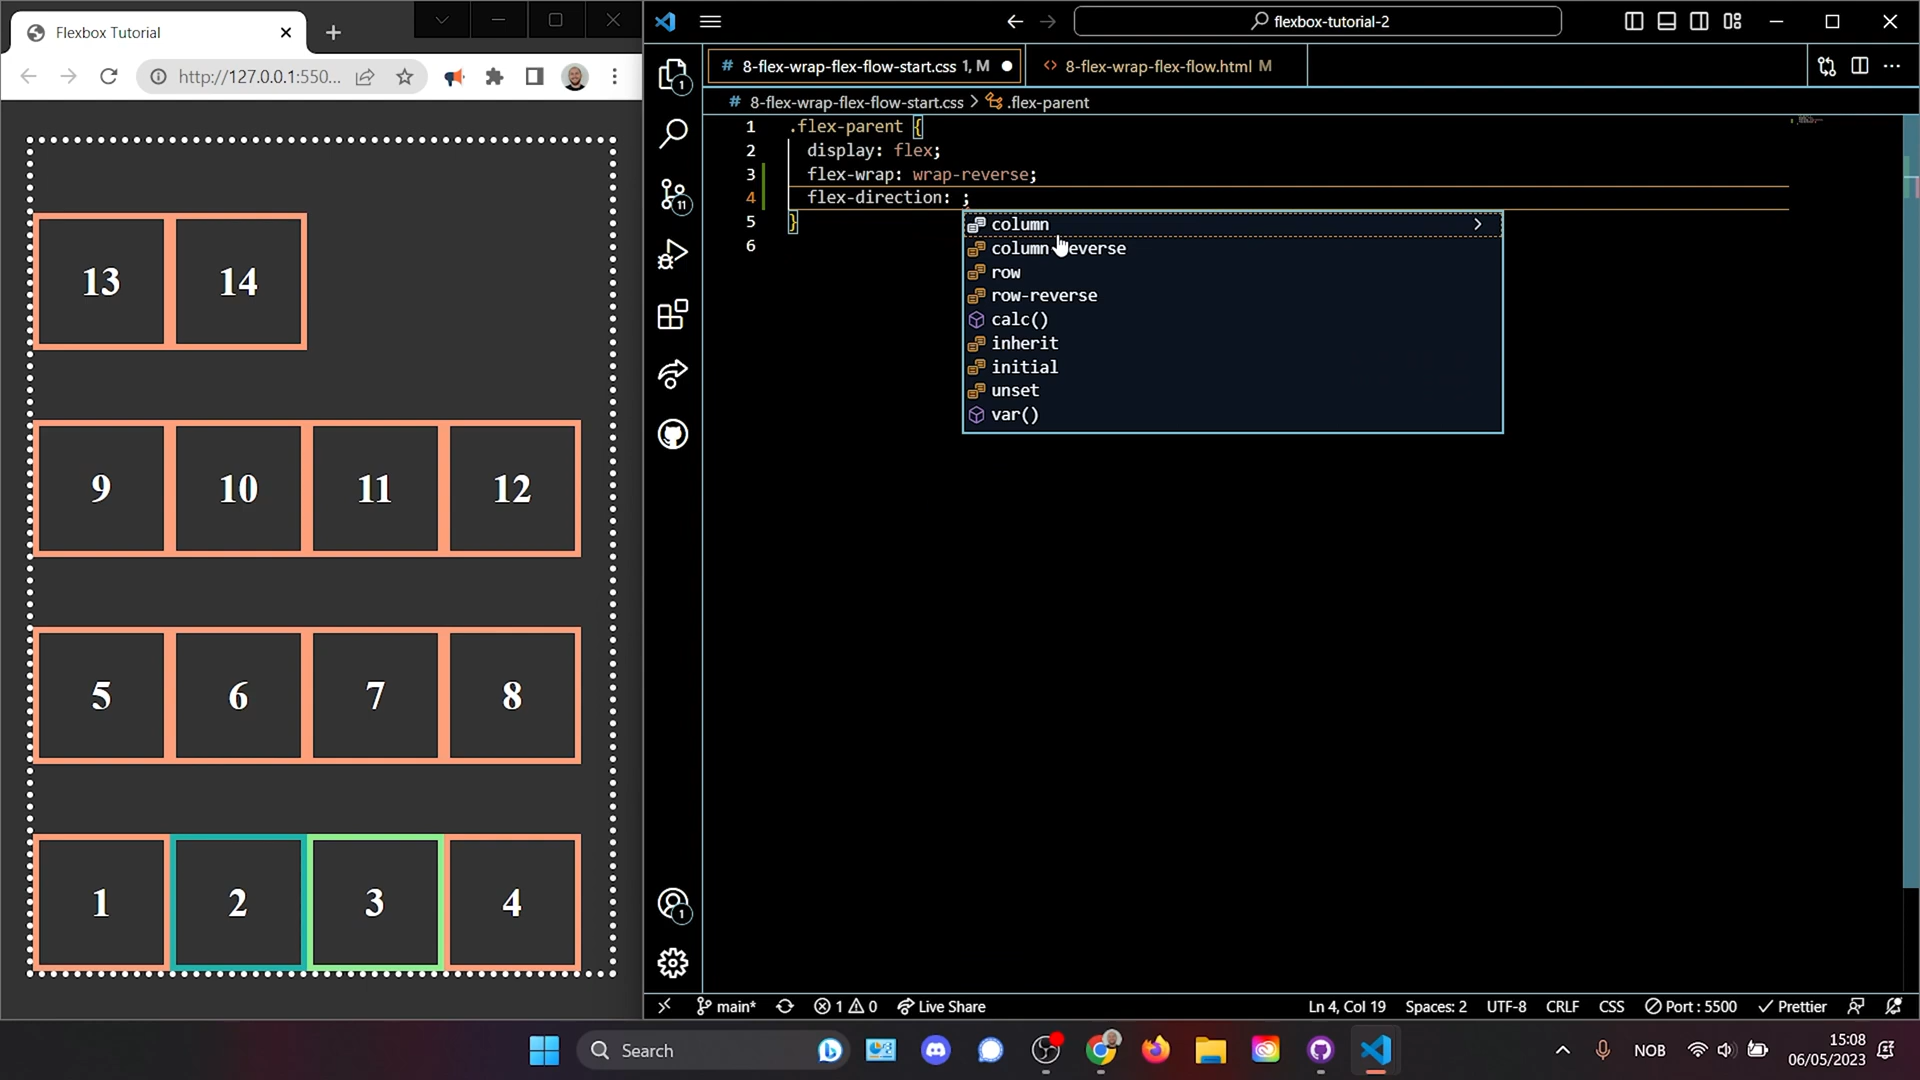 Flexbox Tutorial
http://127.0.0.1:550...
13
14
9
10
11
12
5
6
7
8
1
2
3
4
flexbox-tutorial-2
# 8-flex-wrap-flex-flow-start.css 1, M
<> 8-flex-wrap-flex-flow.html M
# 8-flex-wrap-flex-flow-start.css > .flex-parent
1 .flex-parent {
2 display: flex;
3 flex-wrap: wrap-reverse;
4 flex-direction: ;
5 }
6
column
column-reverse
row
row-reverse
calc()
inherit
initial
unset
var()
1
11
1
main*
1
0
Live Share
Ln 4, Col 19
Spaces: 2
UTF-8
CRLF
CSS
Port : 5500
Prettier
Search
NOB
15:08
06/05/2023